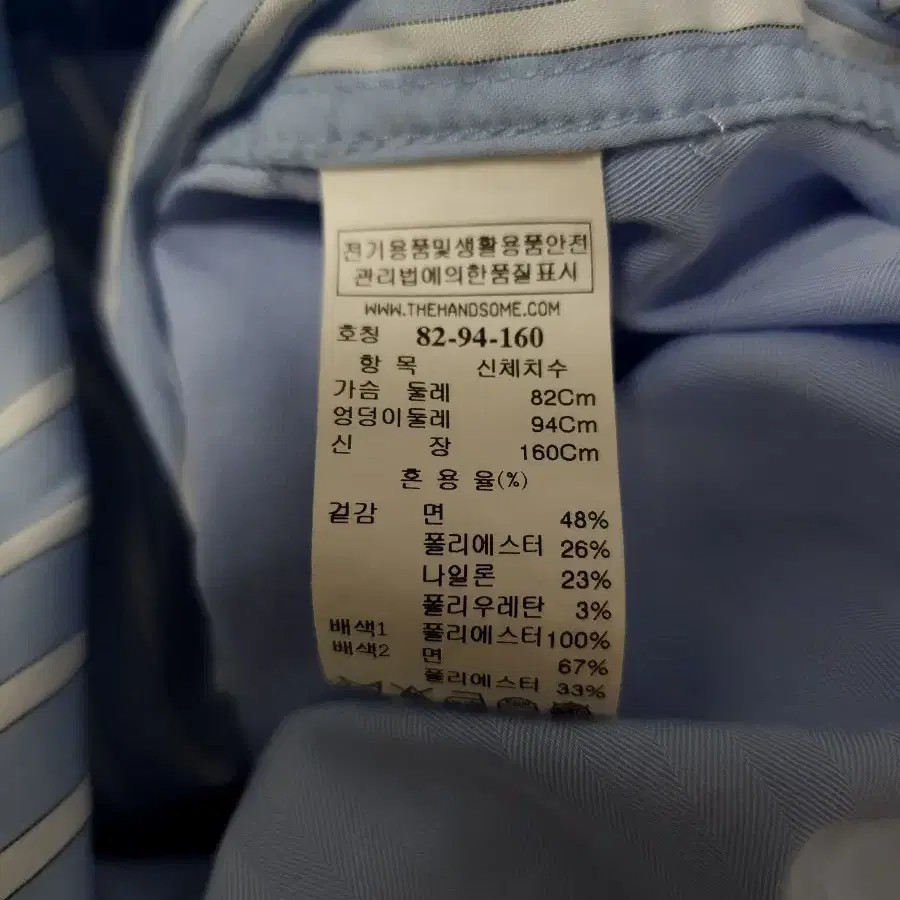 전기용품및생활용품안전
관리법에의한품질표시
WWW.THEHANDSOME.COM
호칭 82-94-160
항 목 신체치수
가슴 둘레 82Cm
엉덩이둘레 94Cm
신 장 160Cm
혼 용 율(%)
겉감 면 48%
폴리에스터 26%
나일론 23%
폴리우레탄 3%
배색1 폴리에스터 100%
배색2 면 67%
폴리에스터 33%